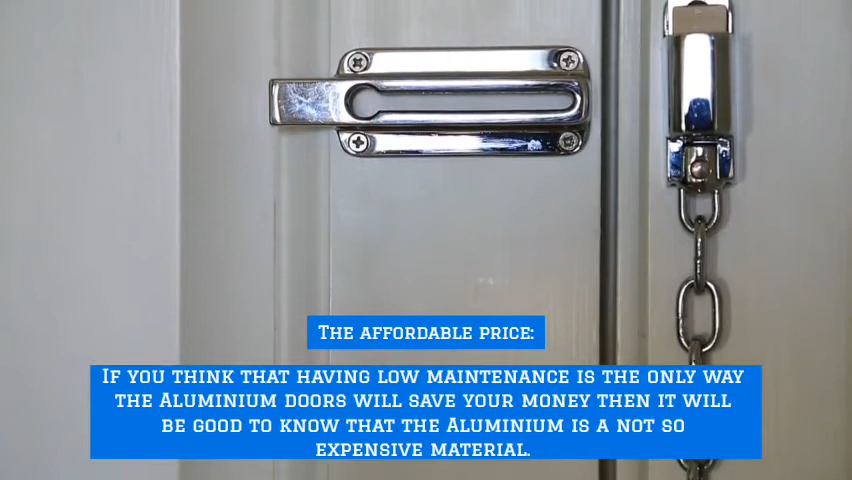 The affordable price:
If you think that having low maintenance is the only way
the Aluminium doors will save your money then it will
be good to know that the Aluminium is a not so
expensive material.